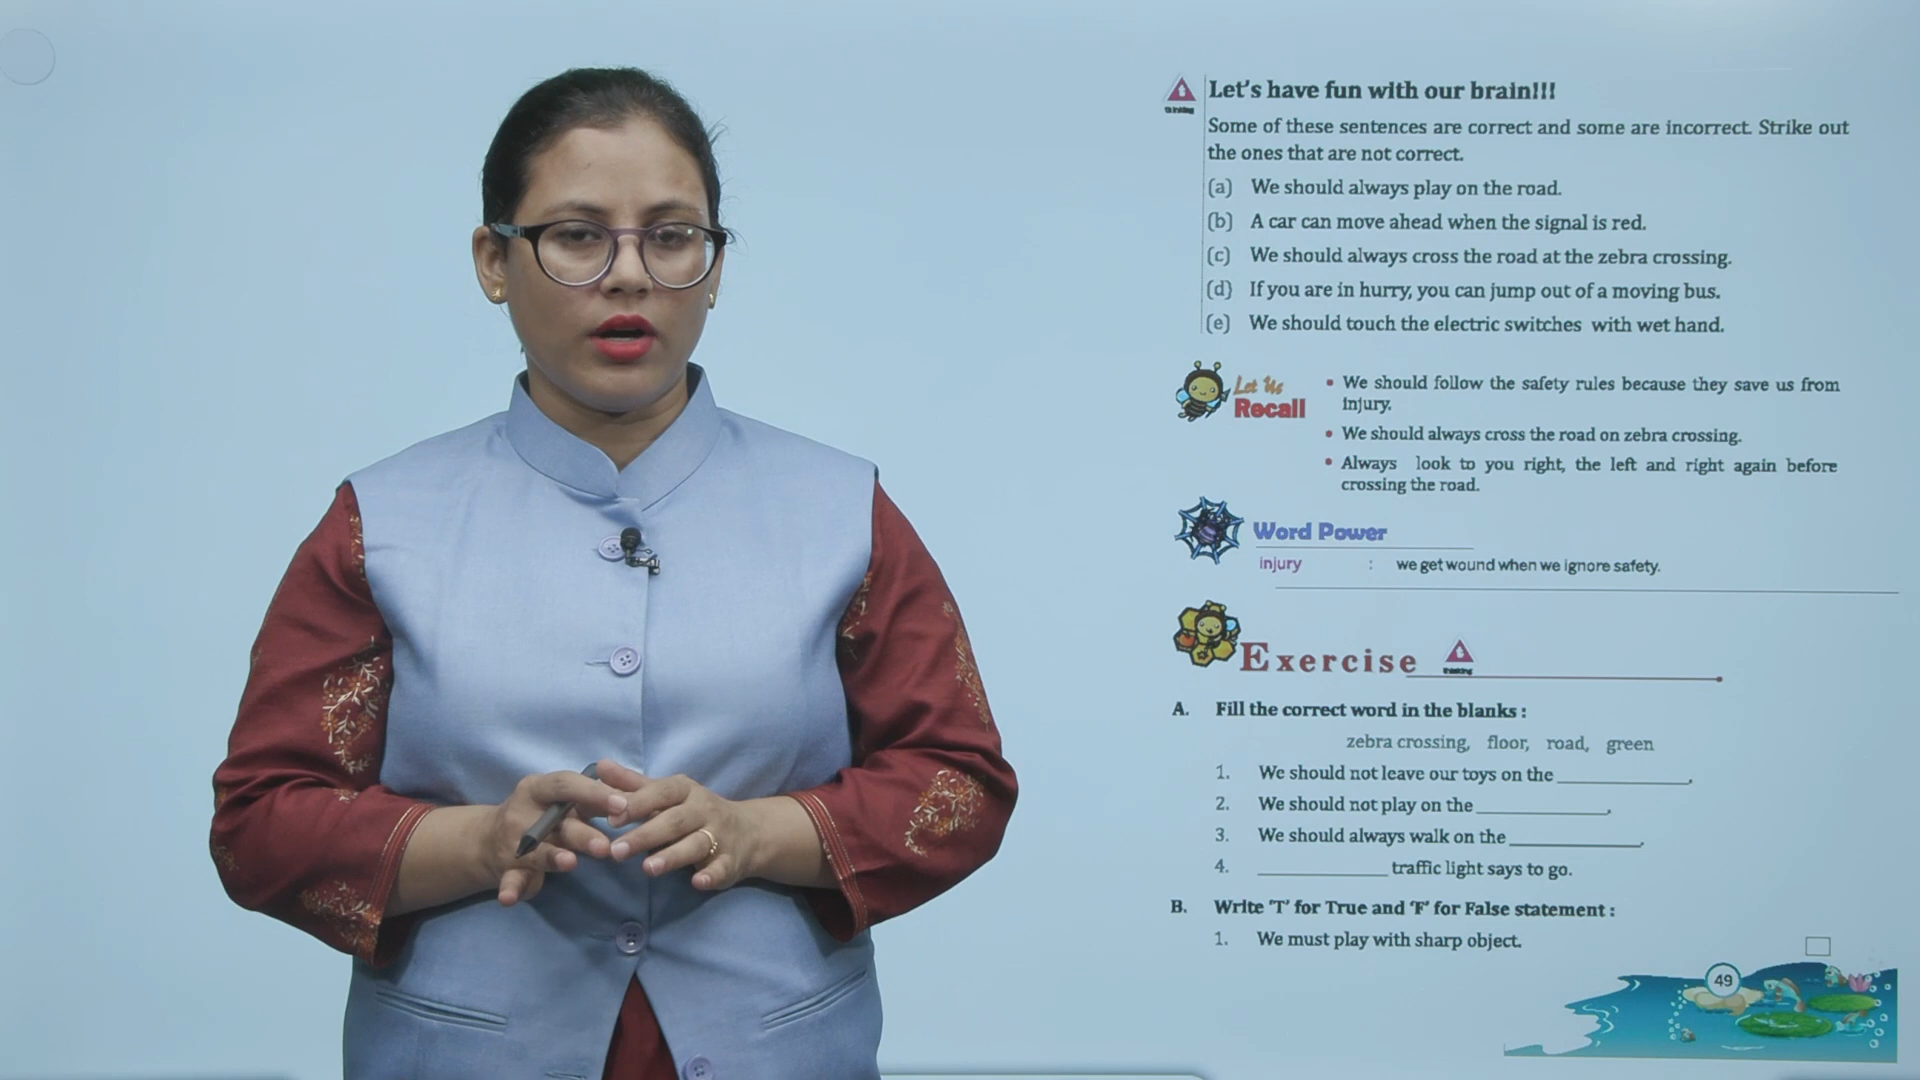 Let's have fun with our brain!!!
Some of these sentences are correct and some are incorrect. Strike out
the ones that are not correct.
(a) We should always play on the road.
(b) A car can move ahead when the signal is red.
(c) We should always cross the road at the zebra crossing.
(d) If you are in hurry, you can jump out of a moving bus.
(e) We should touch the electric switches with wet hand.
Let Us
Recall
• We should follow the safety rules because they save us from
injury.
• We should always cross the road on zebra crossing.
• Always look to you right, the left and right again before
crossing the road.
Word Power
injury : we get wound when we ignore safety.
Exercise
A. Fill the correct word in the blanks :
zebra crossing, floor, road, green
1. We should not leave our toys on the ____________.
2. We should not play on the ____________.
3. We should always walk on the ____________.
4. ____________ traffic light says to go.
B. Write 'T' for True and 'F' for False statement :
1. We must play with sharp object.
49